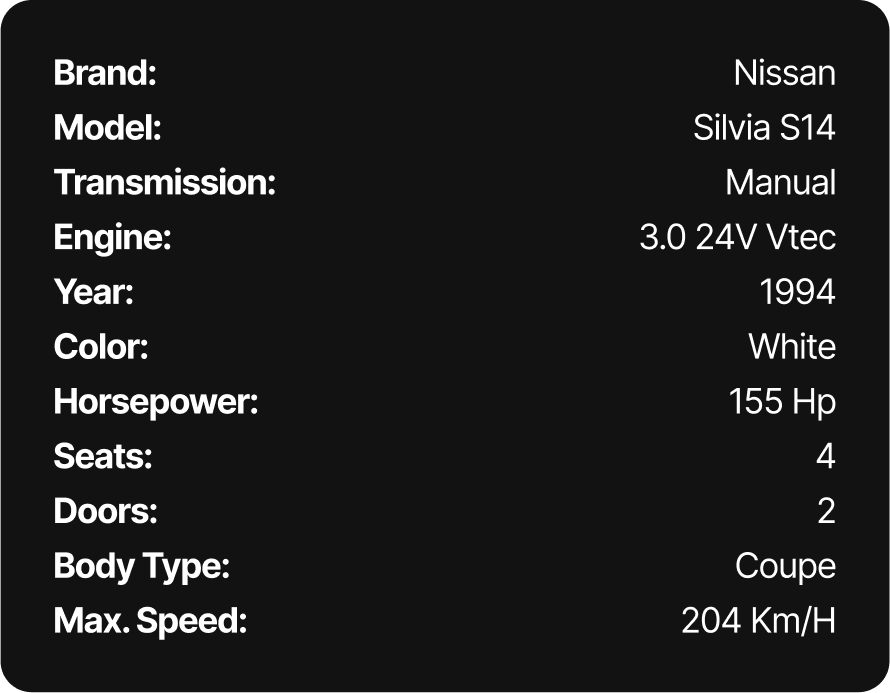 Brand: Nissan
Model: Silvia S14
Transmission: Manual
Engine: 3.0 24V Vtec
Year: 1994
Color: White
Horsepower: 155 Hp
Seats: 4
Doors: 2
Body Type: Coupe
Max. Speed: 204 Km/H